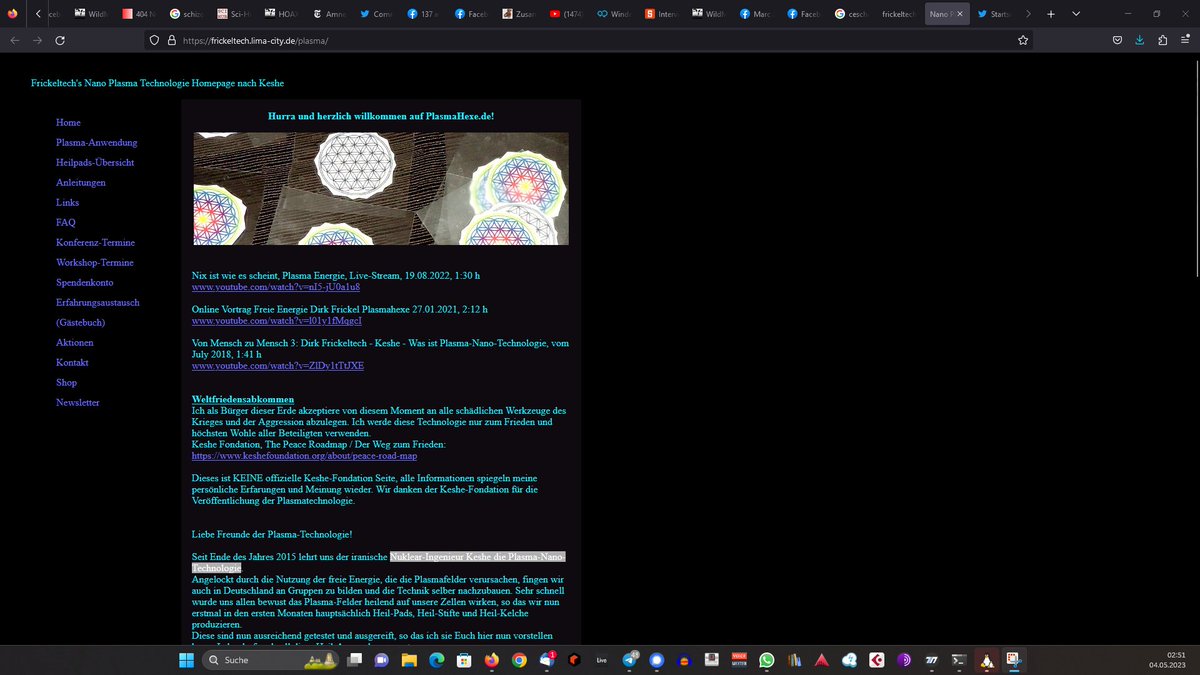 ceb
WildM
404 N
schiz
Sci-H
HOA
Amne
Com
137 e
Faceb
Zusan
(1474)
Windo
Interv
WildM
Marc
Faceb
cesch
frickeltech
Nano P
Starts
https://frickeltech.lima-city.de/plasma/
Frickeltech's Nano Plasma Technologie Homepage nach Keshe
Home
Plasma-Anwendung
Heilpads-Übersicht
Anleitungen
Links
FAQ
Konferenz-Termine
Workshop-Termine
Spendenkonto
Erfahrungsaustausch
(Gästebuch)
Aktionen
Kontakt
Shop
Newsletter
Hurra und herzlich willkommen auf PlasmaHexe.de!
Nix ist wie es scheint, Plasma Energie, Live-Stream, 19.08.2022, 1:30 h
www.youtube.com/watch?v=nI5-jU0a1u8
Online Vortrag Freie Energie Dirk Frickel Plasmahexe 27.01.2021, 2:12 h
www.youtube.com/watch?v=l01v1fMqgcI
Von Mensch zu Mensch 3: Dirk Frickeltech - Keshe - Was ist Plasma-Nano-Technologie, vom
July 2018, 1:41 h
www.youtube.com/watch?v=ZlDy1tTtJXE
Weltfriedensabkommen
Ich als Bürger dieser Erde akzeptiere von diesem Moment an alle schädlichen Werkzeuge des
Krieges und der Aggression abzulegen. Ich werde diese Technologie nur zum Frieden und
höchsten Wohle aller Beteiligten verwenden.
Keshe Fondation, The Peace Roadmap / Der Weg zum Frieden:
https://www.keshefoundation.org/about/peace-road-map
Dieses ist KEINE offizielle Keshe-Fondation Seite, alle Informationen spiegeln meine
persönliche Erfarungen und Meinung wieder. Wir danken der Keshe-Fondation für die
Veröffentlichung der Plasmatechnologie.
Liebe Freunde der Plasma-Technologie!
Seit Ende des Jahres 2015 lehrt uns der iranische Nuklear-Ingenieur Keshe die Plasma-Nano-
Technologie.
Angelockt durch die Nutzung der freie Energie, die die Plasmafelder verursachen, fingen wir
auch in Deutschland an Gruppen zu bilden und die Technik selber nachzubauen. Sehr schnell
wurde uns allen bewust das Plasma-Felder heilend auf unsere Zellen wirken, so das wir nun
erstmal in den ersten Monaten hauptsächlich Heil-Pads, Heil-Stifte und Heil-Kelche
produzieren.
Diese sind nun ausreichend getestet und ausgereift, so das ich sie Euch hier nun vorstellen
Suche
Live
02:51
04.05.2023